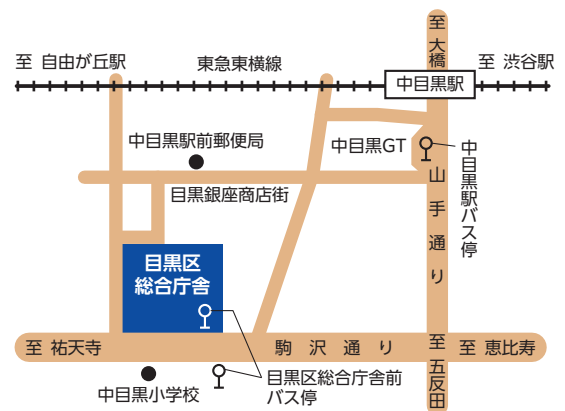 至 大橋
至 自由が丘駅
東急東横線
至 渋谷駅
中目黒駅
中目黒駅前郵便局
中目黒GT
中目黒駅バス停
目黒銀座商店街
山手通り
目黒区
総合庁舎
至 祐天寺
駒沢通り
至 五反田
至 恵比寿
中目黒小学校
目黒区総合庁舎前
バス停